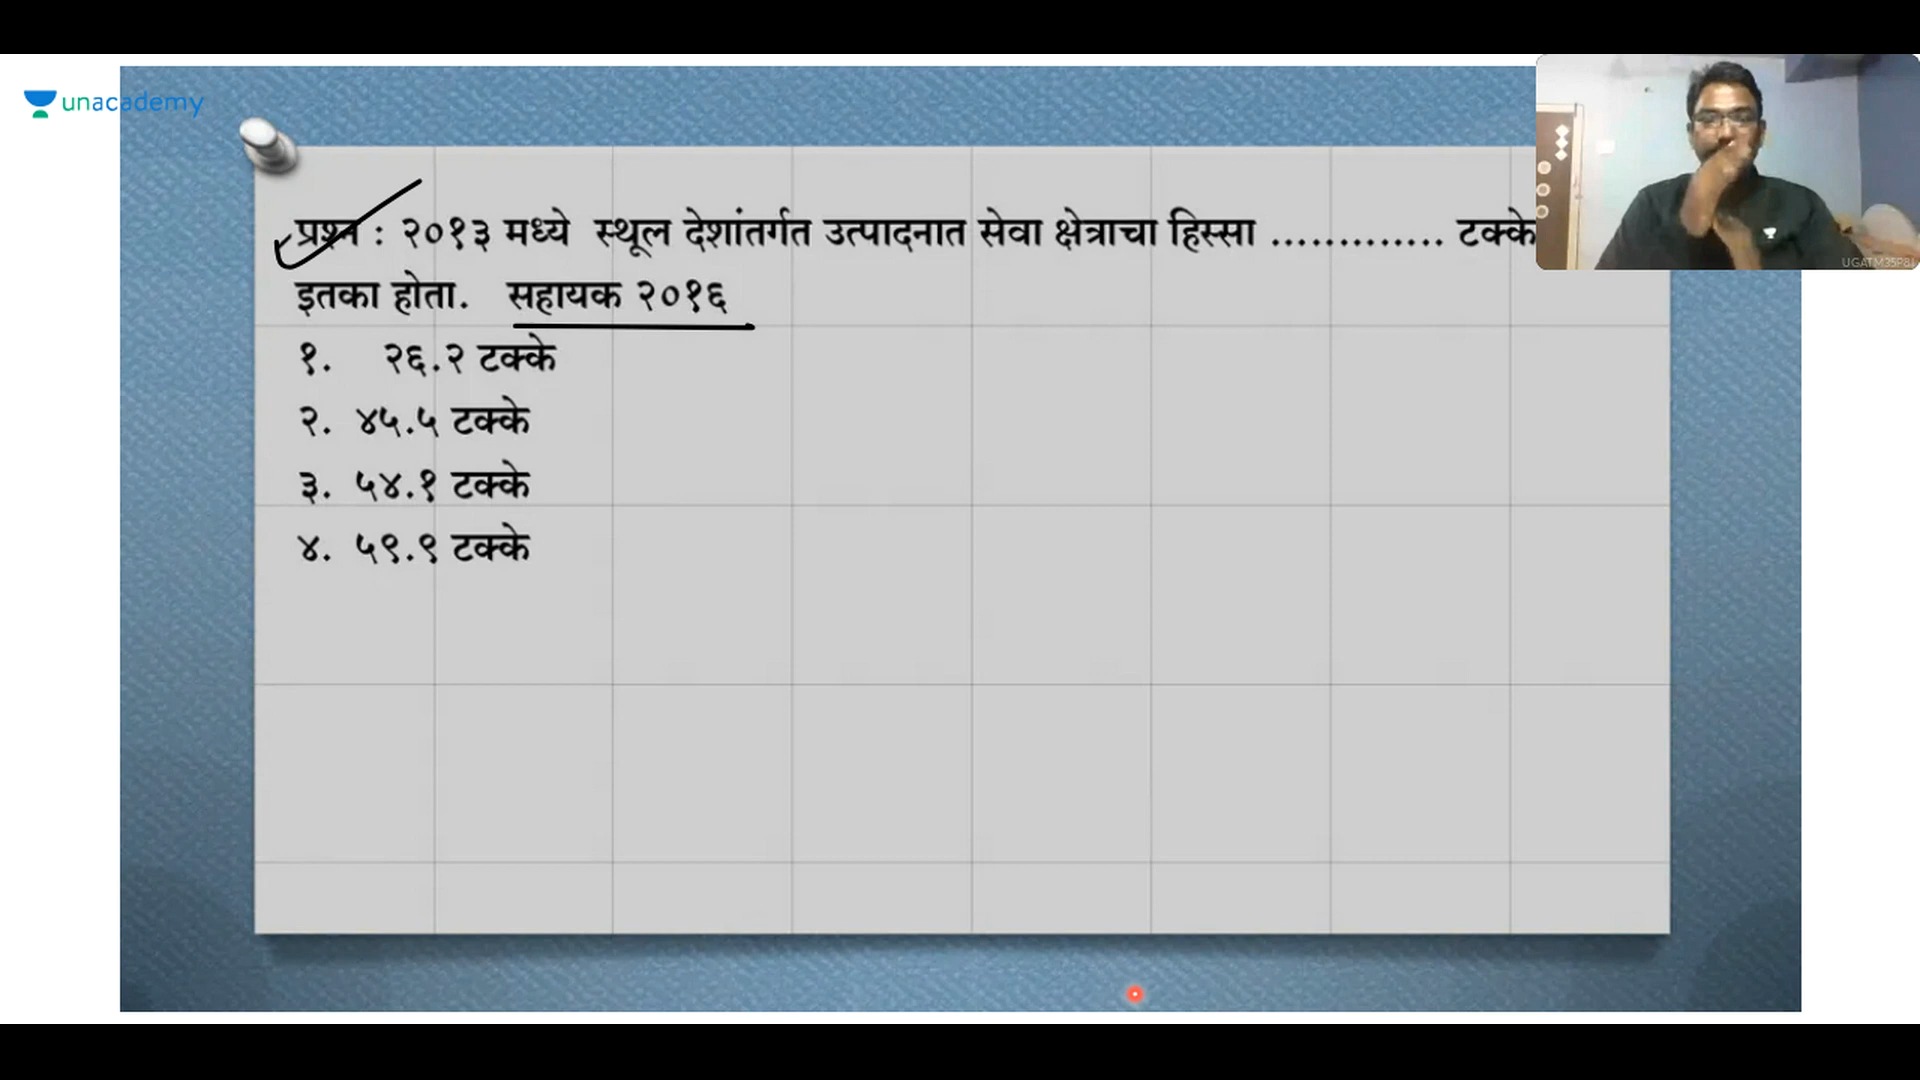 unacademy
प्रश्न : २०१३ मध्ये स्थूल देशांतर्गत उत्पादनात सेवा क्षेत्राचा हिस्सा ............. टक्के
इतका होता. सहायक २०१६
१. २६.२ टक्के
२. ४५.५ टक्के
३. ५४.१ टक्के
४. ५९.९ टक्के